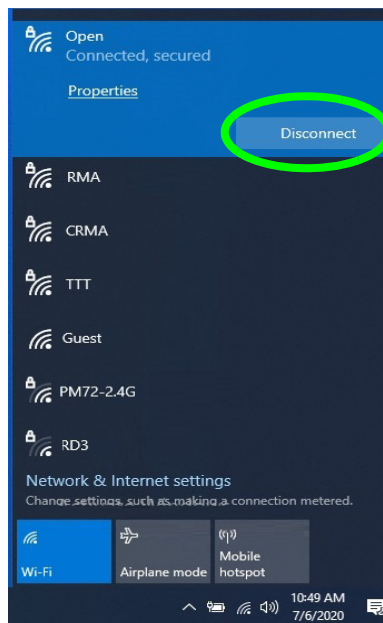 Open
Connected, secured
Properties
Disconnect
RMA
CRMA
TTT
Guest
PM72-2.4G
RD3
Network & Internet settings
Change settings, such as making a connection metered.
Wi-Fi
Airplane mode
Mobile
hotspot
10:49 AM
7/6/2020